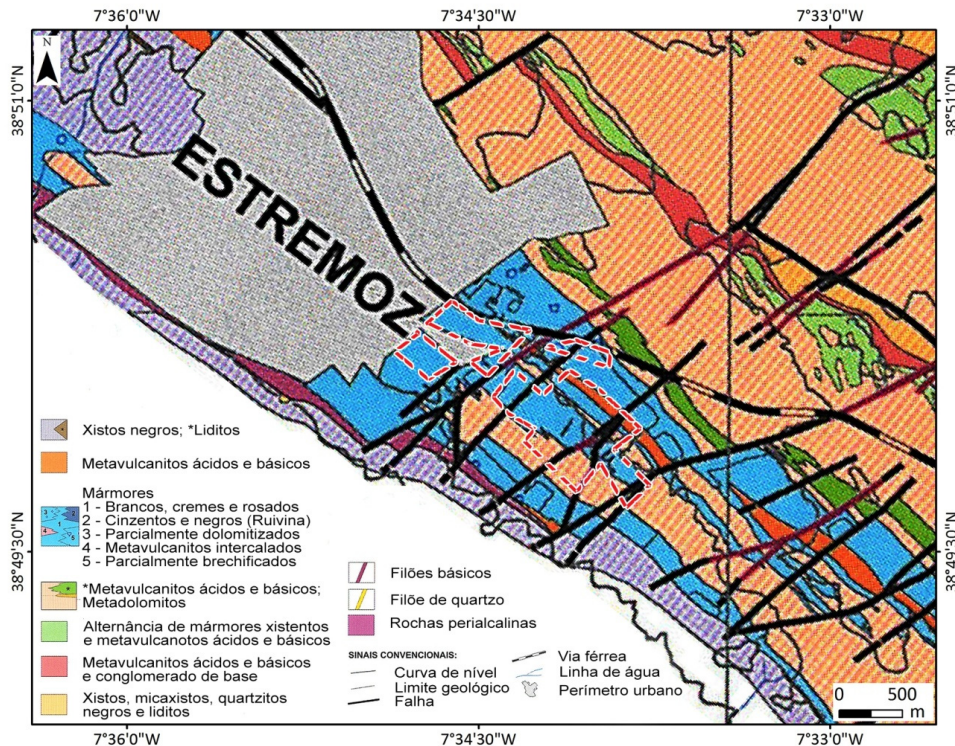 7°36'0"W
7°34'30"W
7°33'0"W
N
38°51'0"N
38°51'0"N
ESTREMOZ
Xistos negros; *Liditos
Metavulcanitos ácidos e básicos
Mármores
1 - Brancos, cremes e rosados
2 - Cinzentos e negros (Ruivina)
3 - Parcialmente dolomitizados
4 - Metavulcanitos intercalados
5 - Parcialmente brechificados
*Metavulcanitos ácidos e básicos;
Metadolomitos
Alternância de mármores xistentos
e metavulcanotos ácidos e básicos
Metavulcanitos ácidos e básicos
e conglomerado de base
Xistos, micaxistos, quartzitos
negros e liditos
Filões básicos
Filõe de quartzo
Rochas perialcalinas
SINAIS CONVENCIONAIS:
Curva de nível
Limite geológico
Falha
Via férrea
Linha de água
Perímetro urbano
38°49'30"N
38°49'30"N
0 500
m
7°36'0"W
7°34'30"W
7°33'0"W